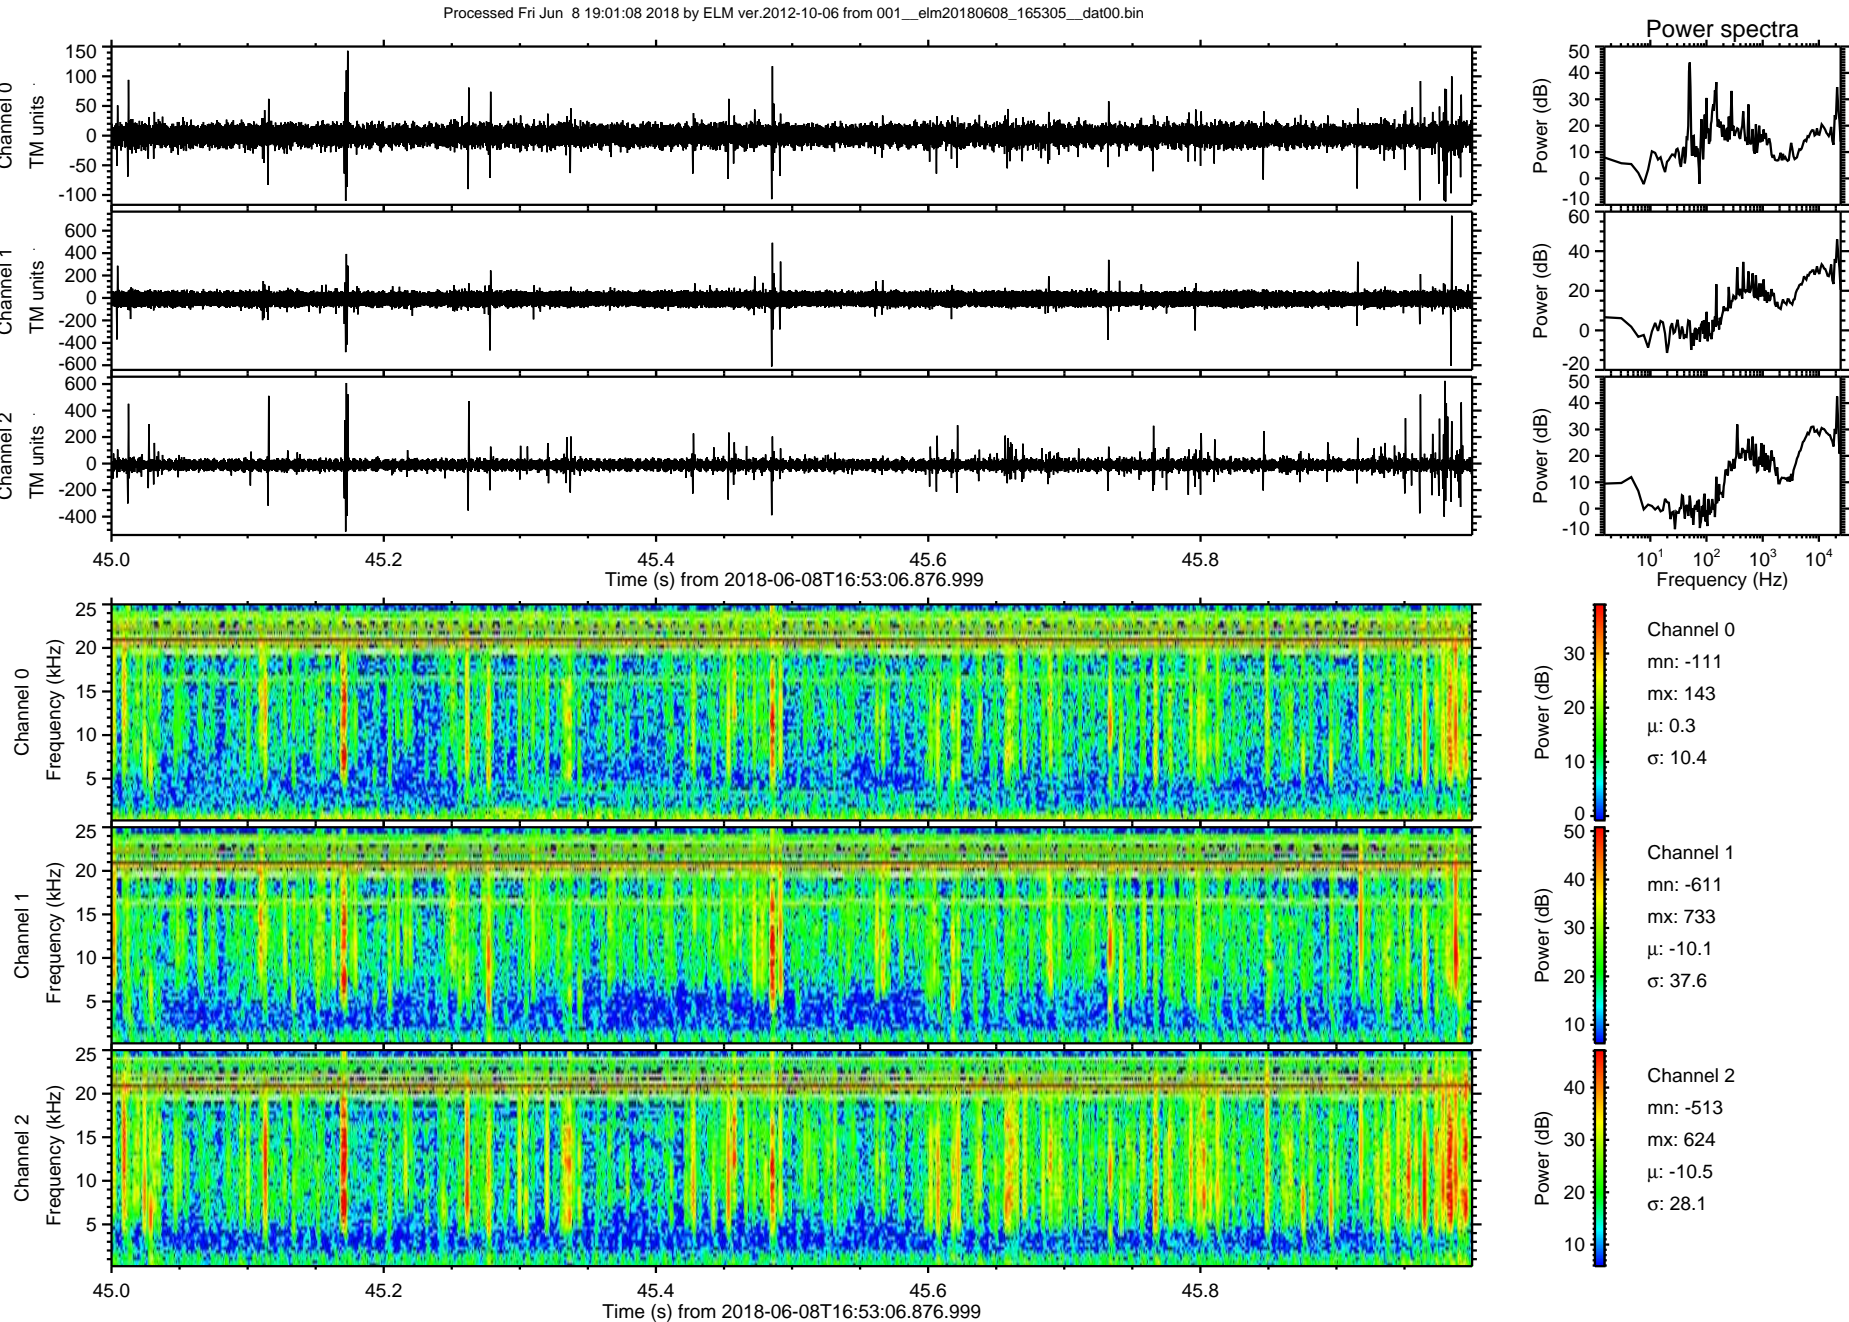 Processed Fri Jun  8 19:01:08 2018 by ELM ver.2012-10-06 from 001__elm20180608_165305__dat00.bin
Power spectra
Channel 0
TM units
150
100
50
0
-50
-100
Power (dB)
50
40
30
20
10
0
-10
Channel 1
TM units
600
400
200
0
-200
-400
-600
Power (dB)
60
40
20
0
-20
Channel 2
TM units
600
400
200
0
-200
-400
Power (dB)
50
40
30
20
10
0
-10
45.0 45.2 45.4 45.6 45.8
Time (s) from 2018-06-08T16:53:06.876.999
10^1 10^2 10^3 10^4
Frequency (Hz)
Channel 0
Frequency (kHz)
25
20
15
10
5
Power (dB)
30
20
10
0
Channel 0
mn: -111
mx: 143
μ: 0.3
σ: 10.4
Channel 1
Frequency (kHz)
25
20
15
10
5
Power (dB)
50
40
30
20
10
Channel 1
mn: -611
mx: 733
μ: -10.1
σ: 37.6
Channel 2
Frequency (kHz)
25
20
15
10
5
Power (dB)
40
30
20
10
Channel 2
mn: -513
mx: 624
μ: -10.5
σ: 28.1
45.0 45.2 45.4 45.6 45.8
Time (s) from 2018-06-08T16:53:06.876.999